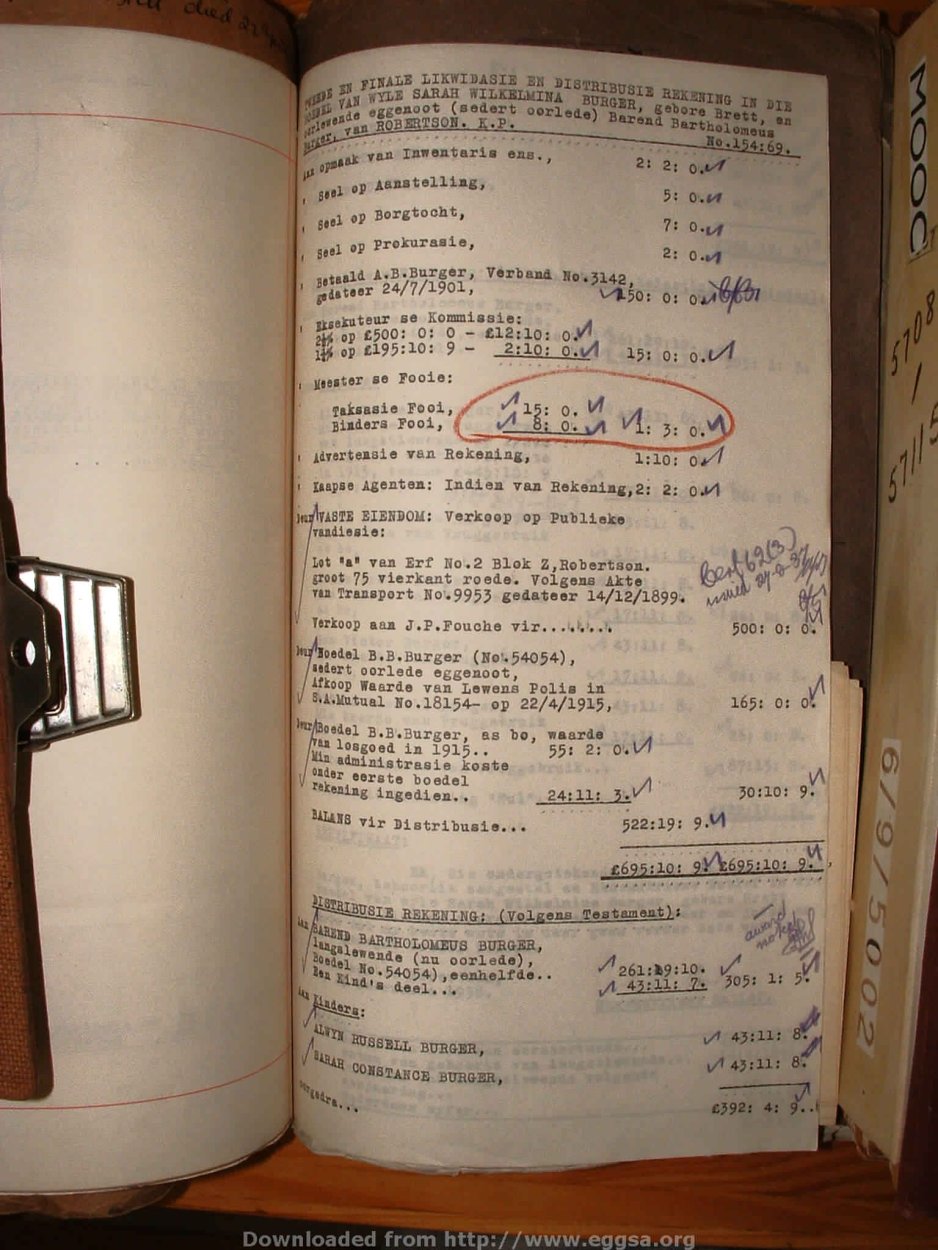 died
TWEEDE EN FINALE LIKWIDASIE EN DISTRIBUSIE REKENING IN DIE
BOEDEL VAN WYLE SARAH WILKELMINA BURGER, gebore Brett, en
oorlewende eggenoot (sedert oorlede) Barend Bartholomeus
Burger, van ROBERTSON. K.P.
No.154:69.
Aan opmaak van Inwentaris ens., 2: 2: 0.
" Seel op Aanstelling, 5: 0.
" Seel op Borgtocht, 7: 0.
" Seel op Prokurasie, 2: 0.
" Betaald A.B.Burger, Verband No.3142,
gedateer 24/7/1901, 150: 0: 0.
" Eksekuteur se Kommissie:
2½% op £500: 0: 0 - £12:10: 0.
1¼% op £195:10: 9 - 2:10: 0. 15: 0: 0.
" Meester se Fooie:
Taksasie Fooi, 15: 0.
Binders Fooi, 8: 0. 1: 3: 0.
" Advertensie van Rekening, 1:10: 0.
" Kaapse Agenten: Indien van Rekening, 2: 2: 0.
Deur VASTE EIENDOM: Verkoop op Publieke
vandiesie:
Lot "a" van Erf No.2 Blok Z,Robertson.
groot 75 vierkant roede. Volgens Akte
van Transport No.9953 gedateer 14/12/1899.
Verkoop aan J.P.Fouche vir........ 500: 0: 0.
Deur Boedel B.B.Burger (No.54054),
sedert oorlede eggenoot,
Afkoop Waarde van Lewens Polis in
S.A.Mutual No.18154- op 22/4/1915, 165: 0: 0.
Deur Boedel B.B.Burger, as bo, waarde
van losgoed in 1915.. 55: 2: 0.
Min administrasie koste
onder eerste boedel
rekening ingedien.. 24:11: 3. 30:10: 9.
BALANS vir Distribusie... 522:19: 9.
£695:10: 9. £695:10: 9.
DISTRIBUSIE REKENING: (Volgens Testament):
Aan BAREND BARTHOLOMEUS BURGER,
langslewende (nu oorlede),
Boedel No.54054),eenhelfde.. 261:19:10.
Een Kind's deel... 43:11: 7. 305: 1: 5.
Aan Kinders:
ALWYN RUSSELL BURGER, 43:11: 8.
SARAH CONSTANCE BURGER, 43:11: 8.
oorgedra... £392: 4: 9..
MOOC
5708
/
57115
6/9/5002
Downloaded from http://www.eggsa.org